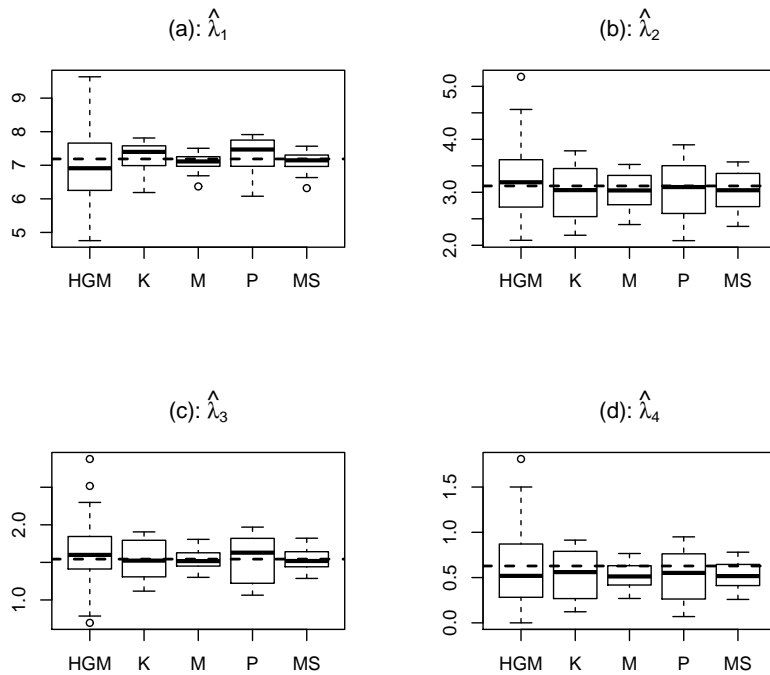 (a): λ̂₁
9
8
7
6
5
HGM K M P MS
(b): λ̂₂
5.0
4.0
3.0
2.0
HGM K M P MS
(c): λ̂₃
2.0
1.0
HGM K M P MS
(d): λ̂₄
1.5
1.0
0.5
0.0
HGM K M P MS